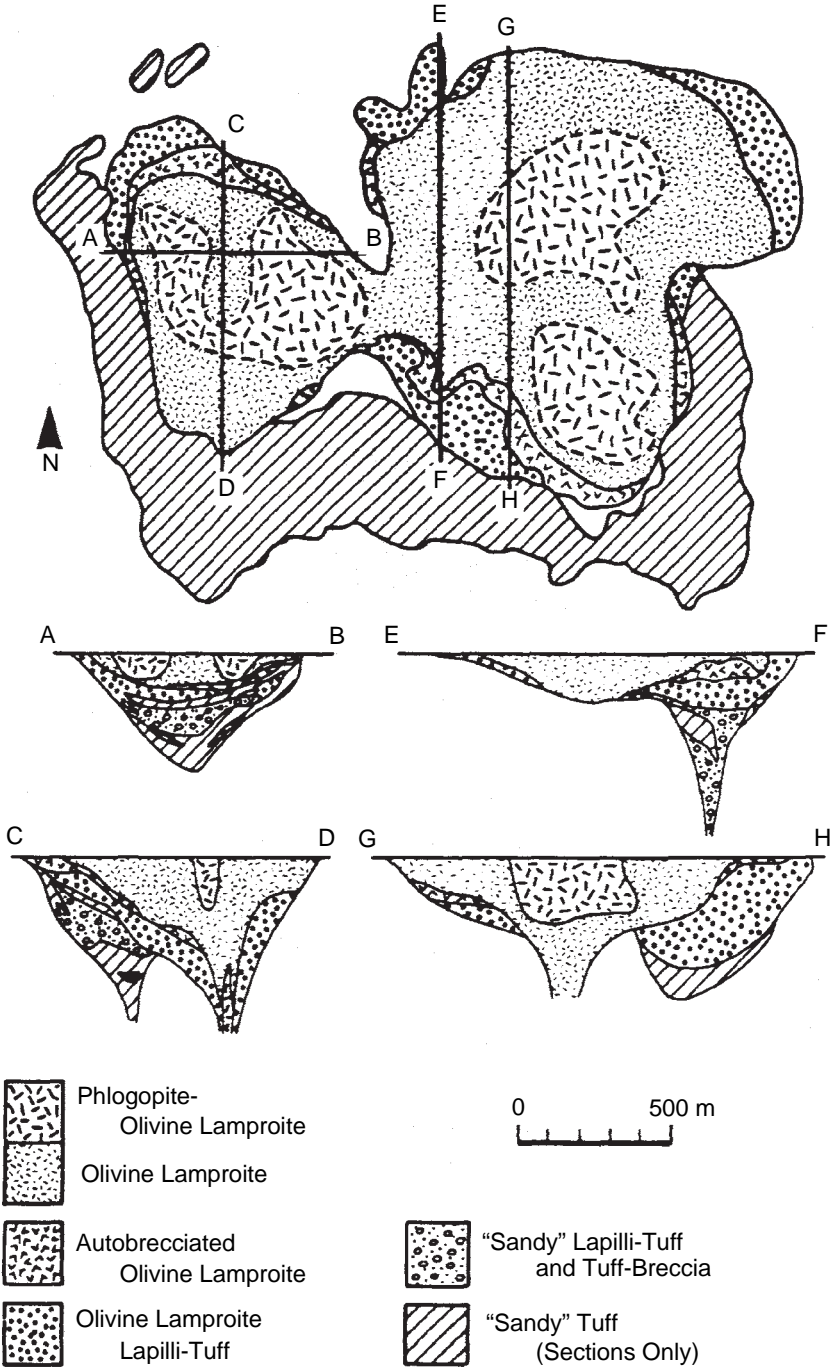 E
G
C
A
B
N
D
F
H
A
B
E
F
C
D
G
H
Phlogopite-
Olivine Lamproite
Olivine Lamproite
Autobrecciated
Olivine Lamproite
Olivine Lamproite
Lapilli-Tuff
0 500 m
“Sandy” Lapilli-Tuff
and Tuff-Breccia
“Sandy” Tuff
(Sections Only)